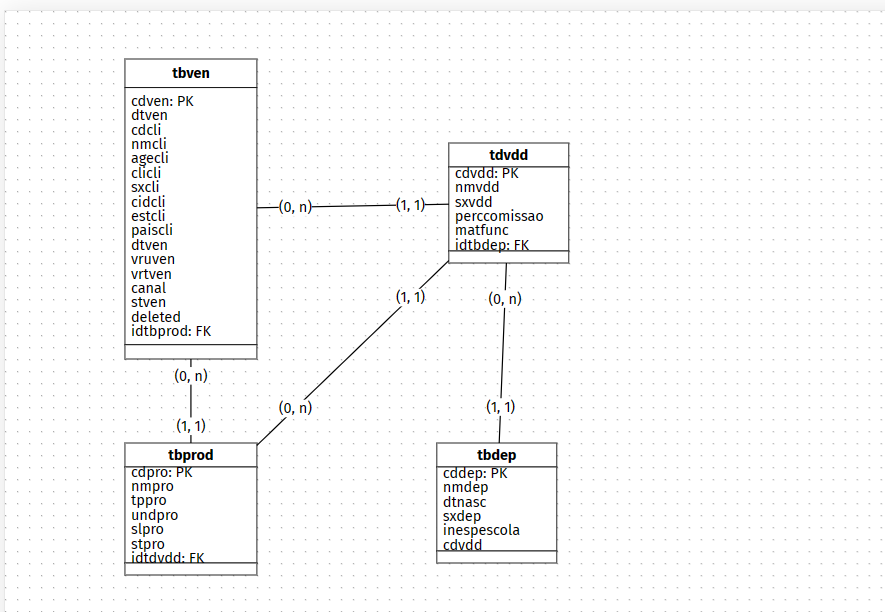 tbven
cdven: PK
dtven
cdcli
nmcli
agecli
clicli
sxcli
cidcli
estcli
paiscli
dtven
vruven
vrtven
canal
stven
deleted
idtbprod: FK
(0, n)
(1, 1)
tdvdd
cdvdd: PK
nmvdd
sxvdd
perccomissao
matfunc
idtbdep: FK
(1, 1)
(0, n)
(0, n)
(1, 1)
(0, n)
(1, 1)
tbprod
cdpro: PK
nmpro
tppro
undpro
slpro
stpro
idtdvdd: FK
tbdep
cddep: PK
nmdep
dtnasc
sxdep
inespescola
cdvdd